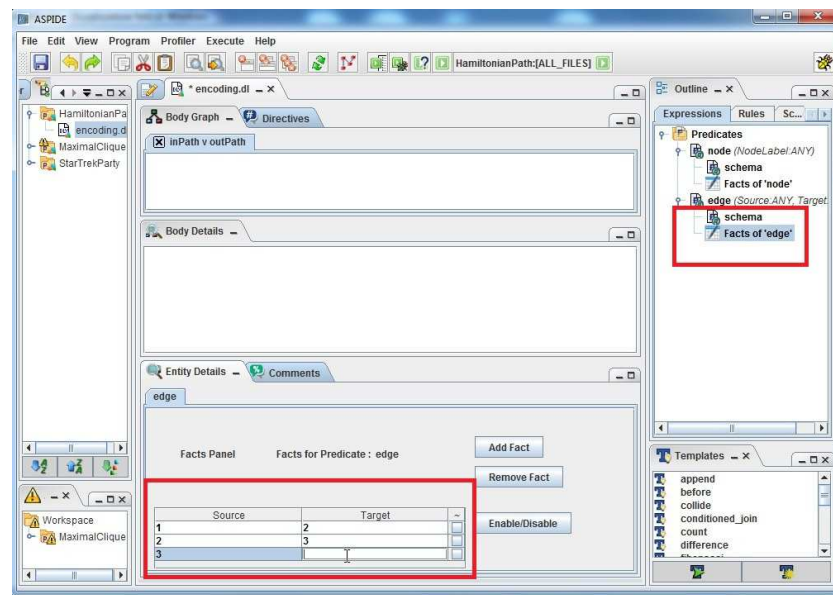 ASPIDE
File Edit View Program Profiler Execute Help
HamiltonianPath:[ALL_FILES]
HamiltonianPa
encoding.d
MaximalClique
StarTrekParty
Workspace
MaximalClique
* encoding.dl
Body Graph
Directives
inPath v outPath
Body Details
Entity Details
Comments
edge
Facts Panel
Facts for Predicate : edge
Add Fact
Remove Fact
Enable/Disable
Source Target ~
1 2
2 3
3
Outline
Expressions Rules Sc...
Predicates
node (NodeLabel:ANY)
schema
Facts of 'node'
edge (Source:ANY, Target:
schema
Facts of 'edge'
Templates
append
before
collide
conditioned_join
count
difference